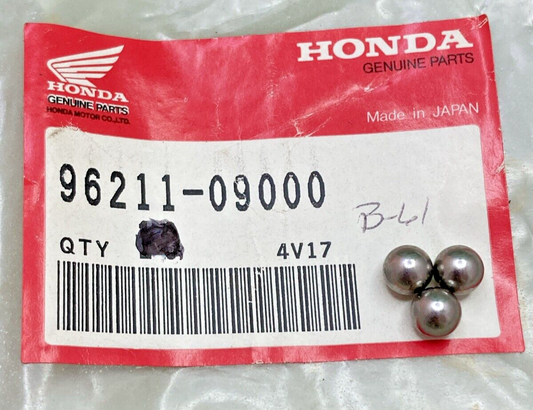 HONDA
GENUINE PARTS
HONDA MOTOR CO.,LTD.
HONDA
GENUINE PARTS
Made in JAPAN
96211-09000
B-61
QTY
4V17